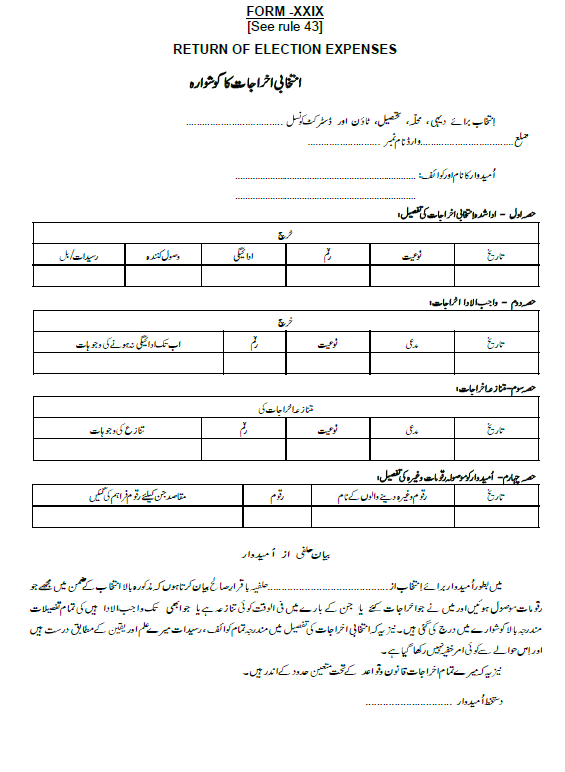 FORM -XXIX
[See rule 43]
RETURN OF ELECTION EXPENSES
انتخابی اخراجات کا گوشوارہ
انتخاب برائے دیہی، محلہ، تحصیل، ٹاؤن اور ڈسٹرکٹ کونسل ..................................
ضلع.................................وارڈ نام نمبر ..........................
اُمیدوار کا نام اور کوائف: ................................................................
................................................................
حصہ اول - ادا شدہ انتخابی اخراجات کی تفصیل:
خرچ
تاریخ نوعیت رقم ادائیگی وصول کنندہ رسیدات/بل
حصہ دوم - واجب الادا اخراجات:
خرچ
تاریخ مدعی نوعیت رقم اب تک ادائیگی نہ ہونے کی وجوہات
حصہ سوم- متنازعہ اخراجات:
متنازعہ اخراجات کی
تاریخ مدعی نوعیت رقم تنازع کی وجوہات
حصہ چہارم- اُمیدوار کو موصولہ رقومات وغیرہ کی تفصیل:
تاریخ رقوم وغیرہ دینے والوں کے نام رقوم مقاصد جن کیلئے رقوم فراہم کی گئیں
بیان حلفی از اُمیدوار
میں بطور اُمیدوار برائے انتخاب از..........................................حلفیہ با قرار صالح بیان کرتا ہوں کہ مذکورہ بالا انتخاب کے ضمن میں مجھے جو
رقومات موصول ہوئیں اور میں نے جو اخراجات کئے یا جن کے بارے میں فی الوقت کوئی تنازعہ ہے یا جو ابھی تک واجب الادا ہیں کی تمام تفصیلات
مندرجہ بالا گوشوارے میں درج کی گئی ہیں۔ نیز یہ کہ انتخابی اخراجات کی تفصیل میں مندرجہ تمام کوائف، رسیدات میرے علم اور یقین کے مطابق درست ہیں
اور اِس حوالے سے کوئی امر خفیہ نہیں رکھا گیا ہے۔
نیز یہ کہ میرے تمام اخراجات قانون و قواعد کے تحت متعین حدود کے اندر ہیں۔
دستخط اُمیدوار ..............................